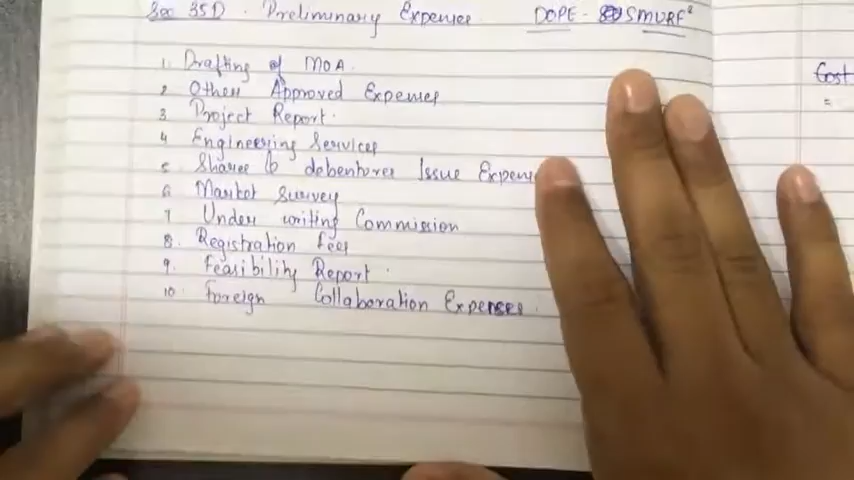 Sec 35D. Preliminary Expenses DOPE - SMURF²
1. Drafting of MOA.
2 Other Approved Expenses
3 Project Report.
4 Engineering Services
5 Shares & debentures Issue Expens
6 Market Survey
7 Under writing Commission
8. Registration fees
9. Feasibility Report.
10. Foreign Collaboration Expenses.
Cost
=